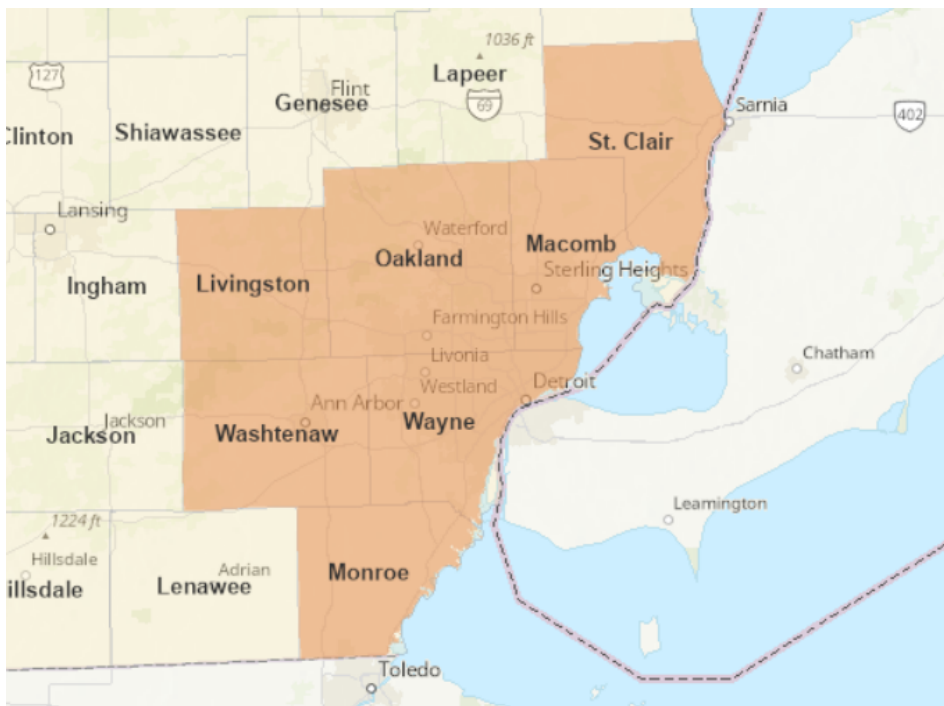 1036 ft
127
Lapeer
Flint
Genesee
69
Sarnia
402
Clinton
Shiawassee
St. Clair
Lansing
Waterford
Macomb
Oakland
Sterling Heights
Ingham
Livingston
Farmington Hills
Livonia
Chatham
Detroit
Westland
Ann Arbor
Jackson
Wayne
Jackson
Washtenaw
Leamington
1224 ft
Hillsdale
Adrian
Monroe
illsdale
Lenawee
Toledo